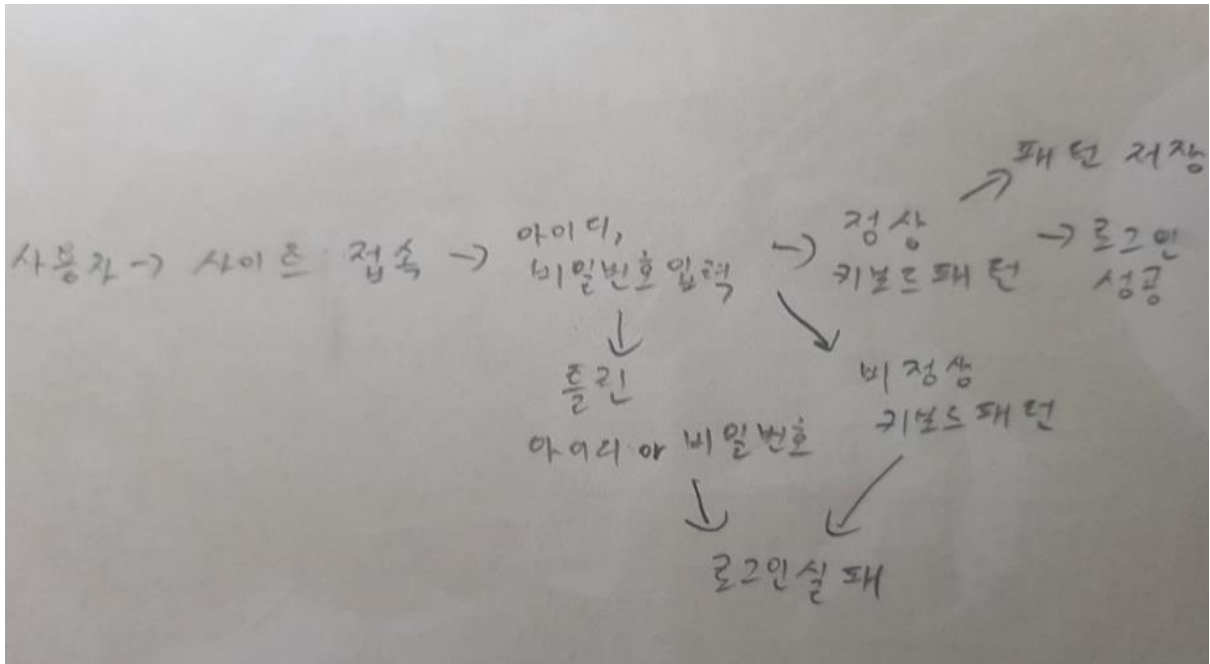 패턴 저장
사용자 → 사이트 접속 → 아이디,
비밀번호 입력
→ 정상
키보드패턴
→ 로그인
성공
틀린
아이디 or 비밀번호
비정상
키보드패턴
로그인실패